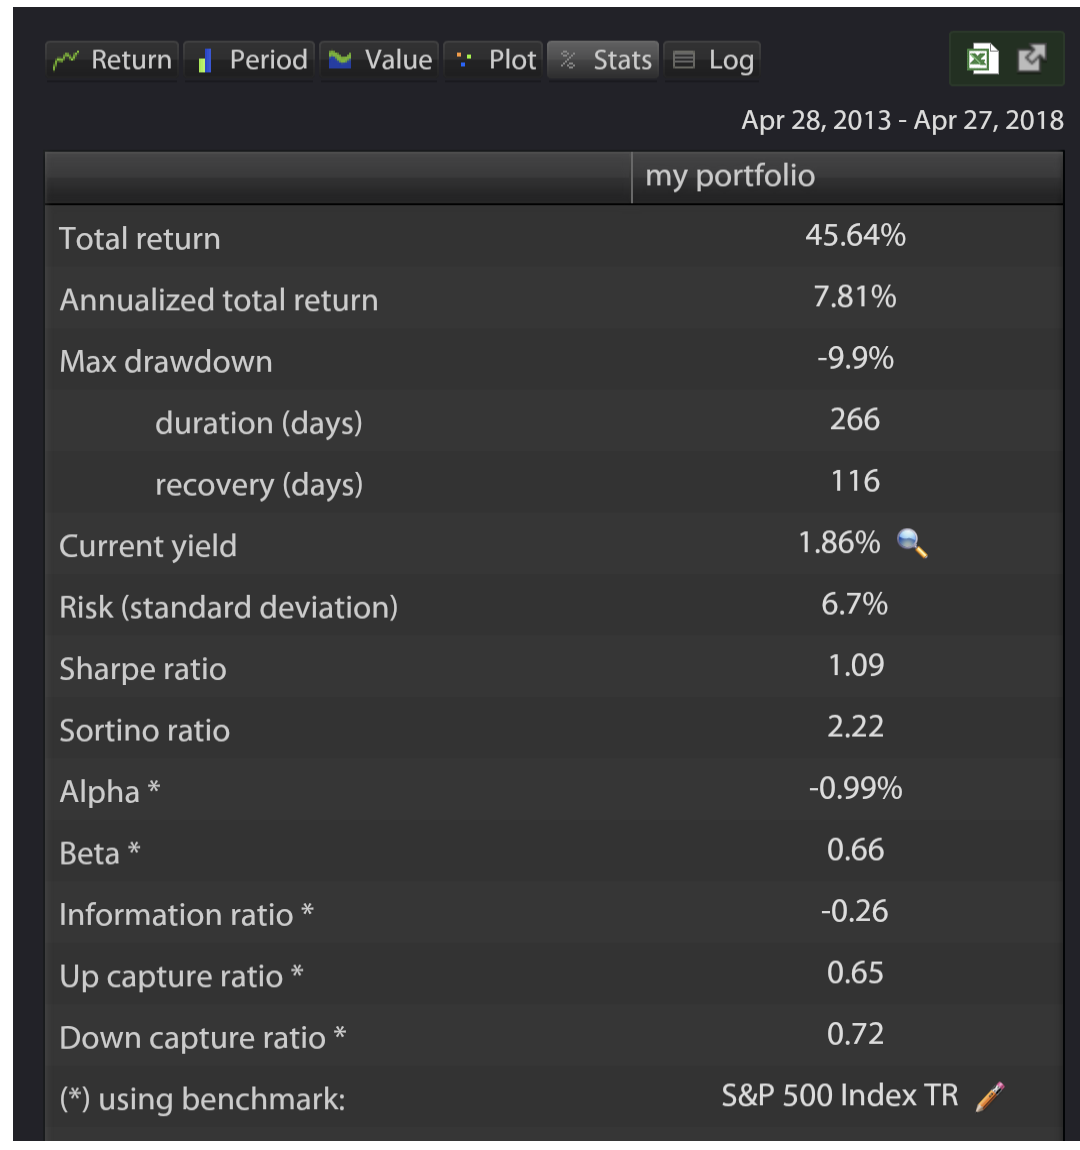 Return Period Value Plot % Stats Log
Apr 28, 2013 - Apr 27, 2018
my portfolio
Total return 45.64%
Annualized total return 7.81%
Max drawdown -9.9%
duration (days) 266
recovery (days) 116
Current yield 1.86%
Risk (standard deviation) 6.7%
Sharpe ratio 1.09
Sortino ratio 2.22
Alpha * -0.99%
Beta * 0.66
Information ratio * -0.26
Up capture ratio * 0.65
Down capture ratio * 0.72
(*) using benchmark: S&P 500 Index TR